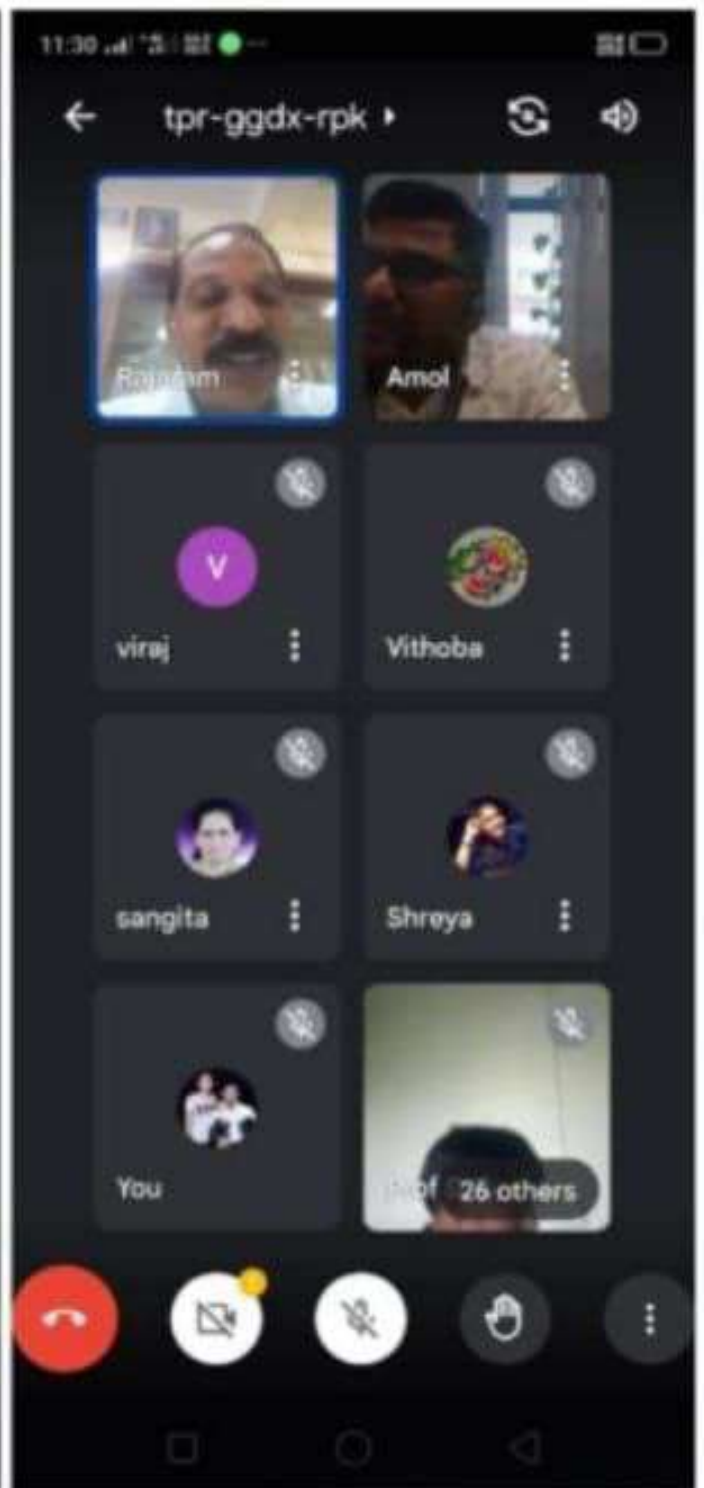 11:30
tpr-ggdx-rpk
Amol
V
viraj
Vithoba
sangita
Shreya
You
26 others